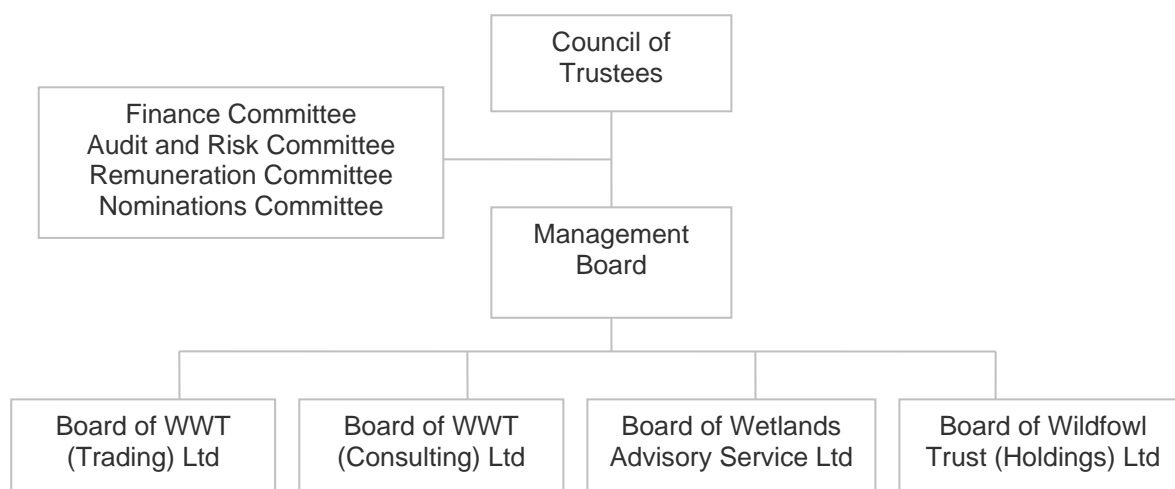 Council of
Trustees
Finance Committee
Audit and Risk Committee
Remuneration Committee
Nominations Committee
Management
Board
Board of WWT
(Trading) Ltd
Board of WWT
(Consulting) Ltd
Board of Wetlands
Advisory Service Ltd
Board of Wildfowl
Trust (Holdings) Ltd